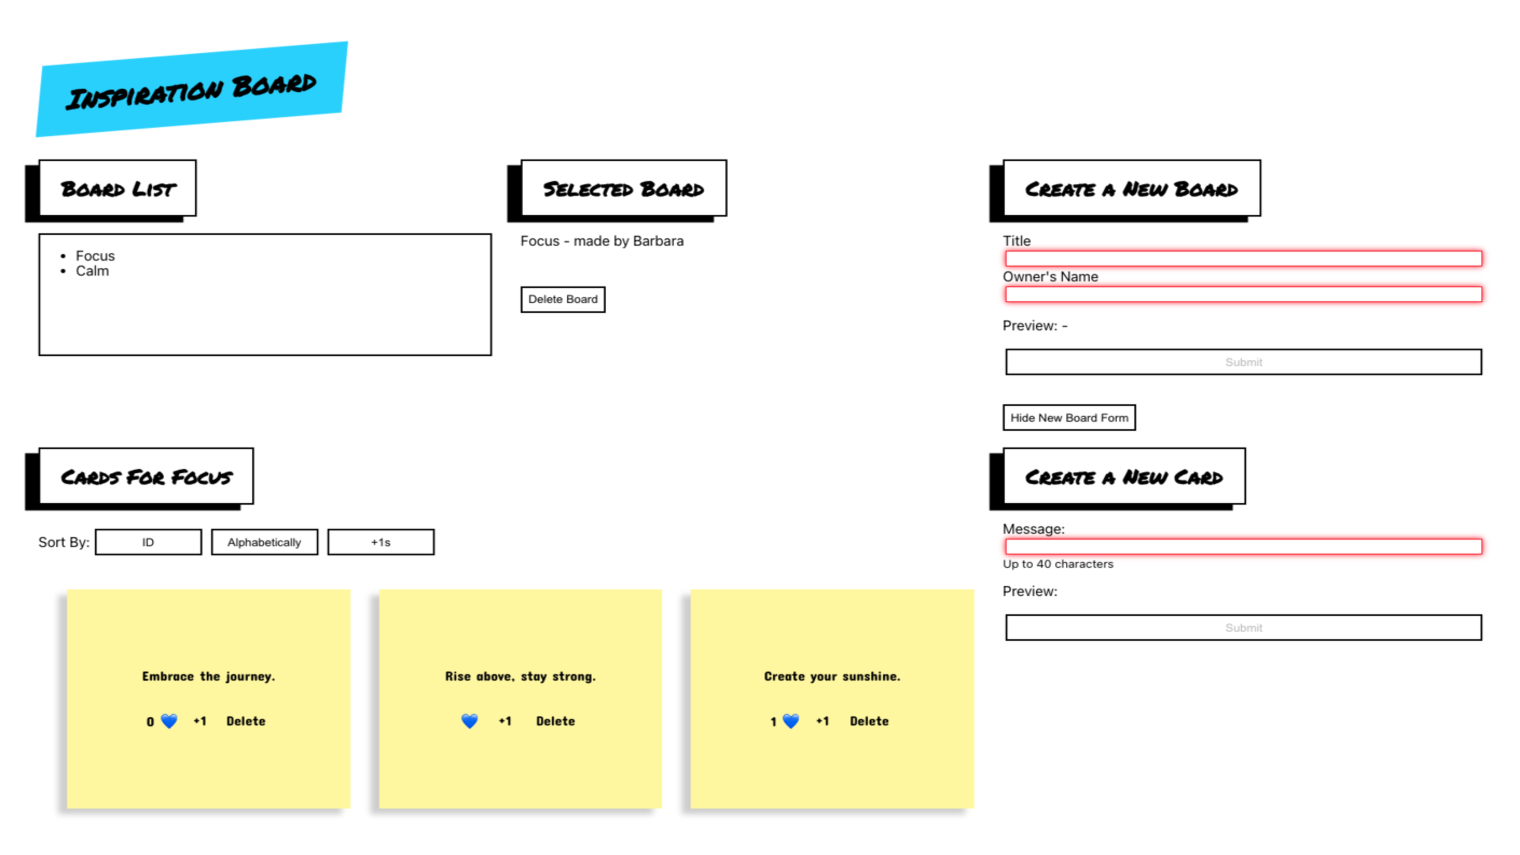 Inspiration Board
Board List
Focus
Calm
Selected Board
Focus - made by Barbara
Delete Board
Create a New Board
Title
Owner's Name
Preview: -
Submit
Hide New Board Form
Cards For Focus
Sort By: ID Alphabetically +1s
Embrace the journey.
0 💙 +1 Delete
Rise above, stay strong.
💙 +1 Delete
Create your sunshine.
1 💙 +1 Delete
Create a New Card
Message:
Up to 40 characters
Preview:
Submit